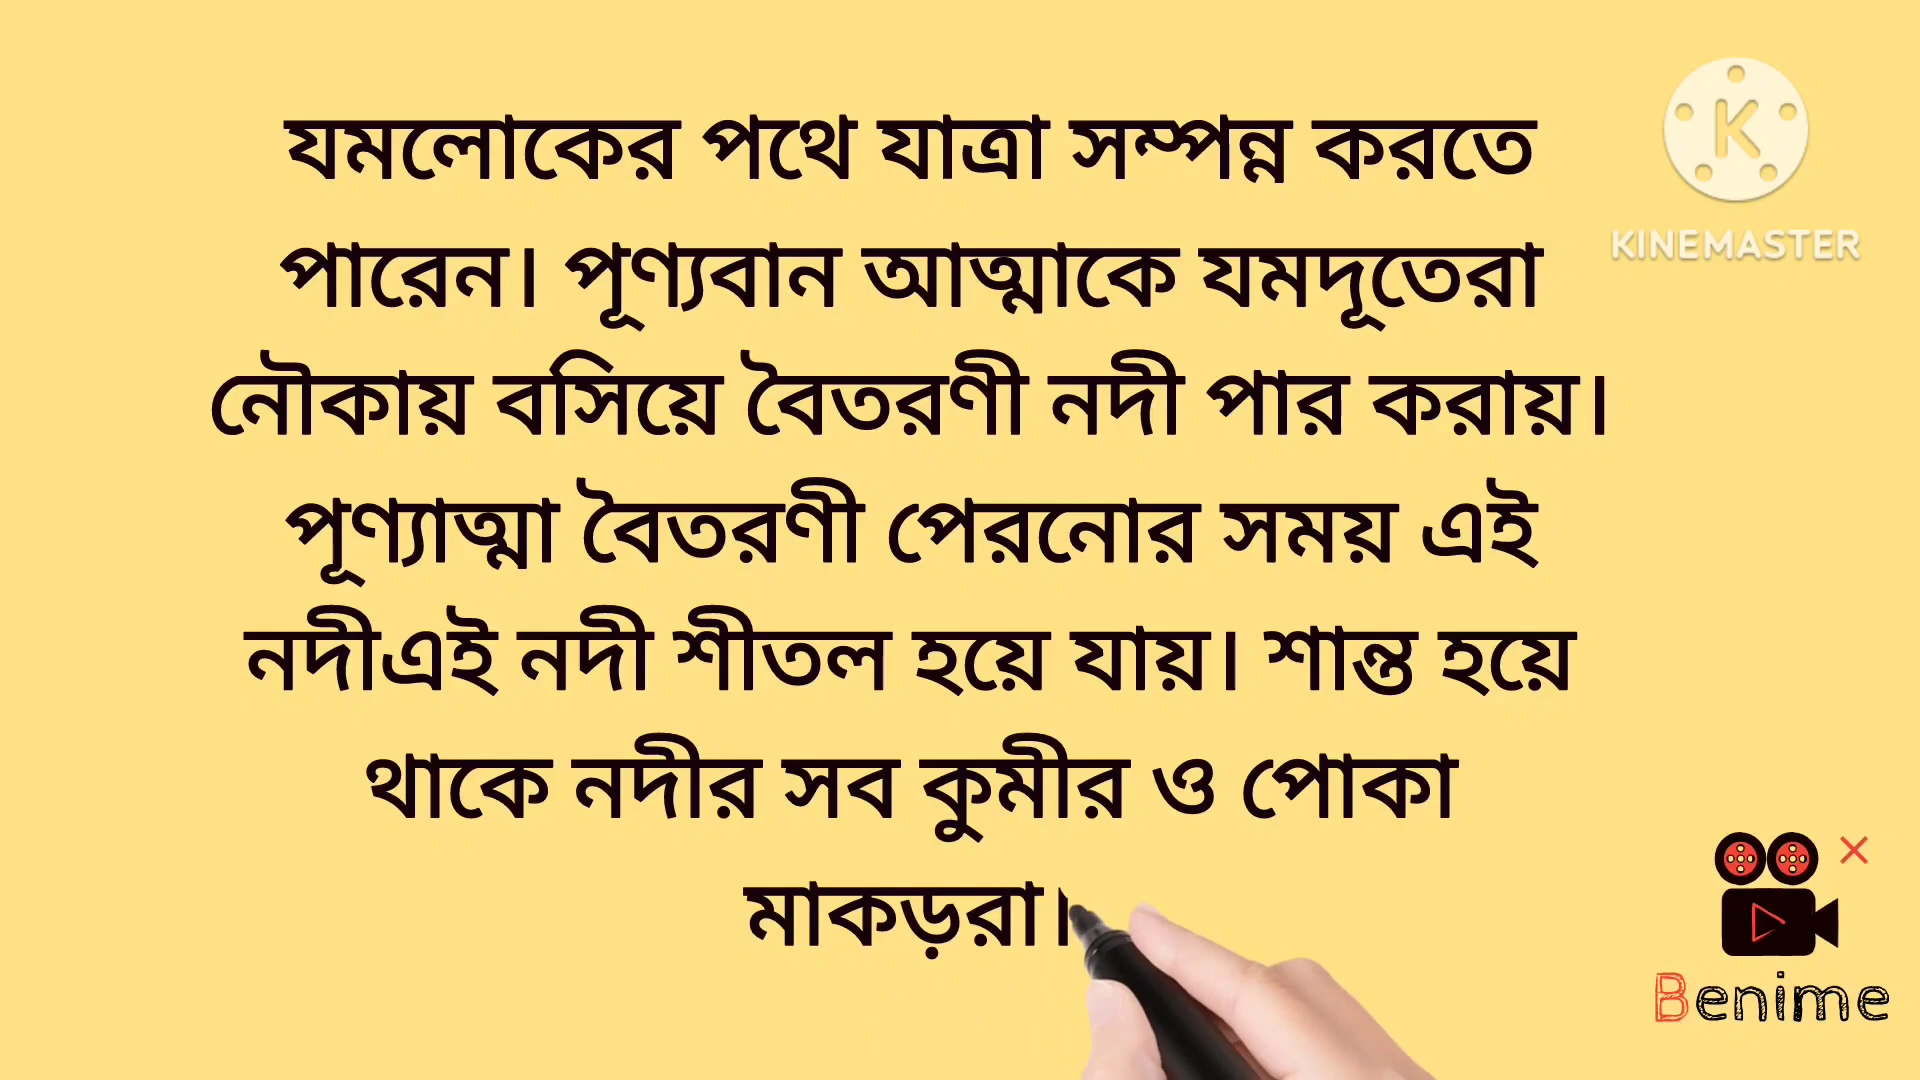 যমলোকের পথে যাত্রা সম্পন্ন করতে
পারেন। পূণ্যবান আত্মাকে যমদূতেরা
নৌকায় বসিয়ে বৈতরণী নদী পার করায়।
পূণ্যাত্মা বৈতরণী পেরনোর সময় এই
নদীএই নদী শীতল হয়ে যায়। শান্ত হয়ে
থাকে নদীর সব কুমীর ও পোকা
মাকড়রা।
K
KINEMASTER
Benime